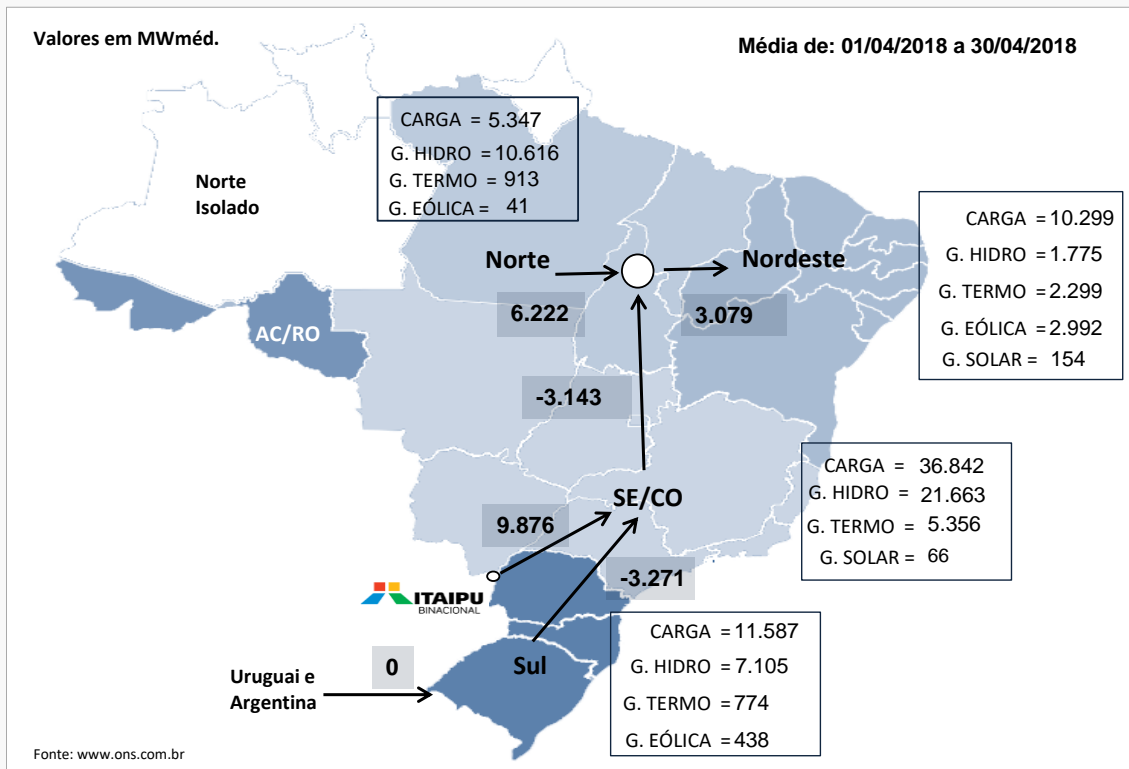 Valores em MWméd.
Média de: 01/04/2018 a 30/04/2018
CARGA = 5.347
G. HIDRO = 10.616
G. TERMO = 913
G. EÓLICA = 41
Norte
Isolado
CARGA = 10.299
G. HIDRO = 1.775
G. TERMO = 2.299
G. EÓLICA = 2.992
G. SOLAR = 154
Norte
Nordeste
6.222
3.079
AC/RO
-3.143
CARGA = 36.842
G. HIDRO = 21.663
G. TERMO = 5.356
G. SOLAR = 66
SE/CO
9.876
-3.271
ITAIPU
BINACIONAL
CARGA = 11.587
G. HIDRO = 7.105
G. TERMO = 774
G. EÓLICA = 438
0
Sul
Uruguai e
Argentina
Fonte: www.ons.com.br